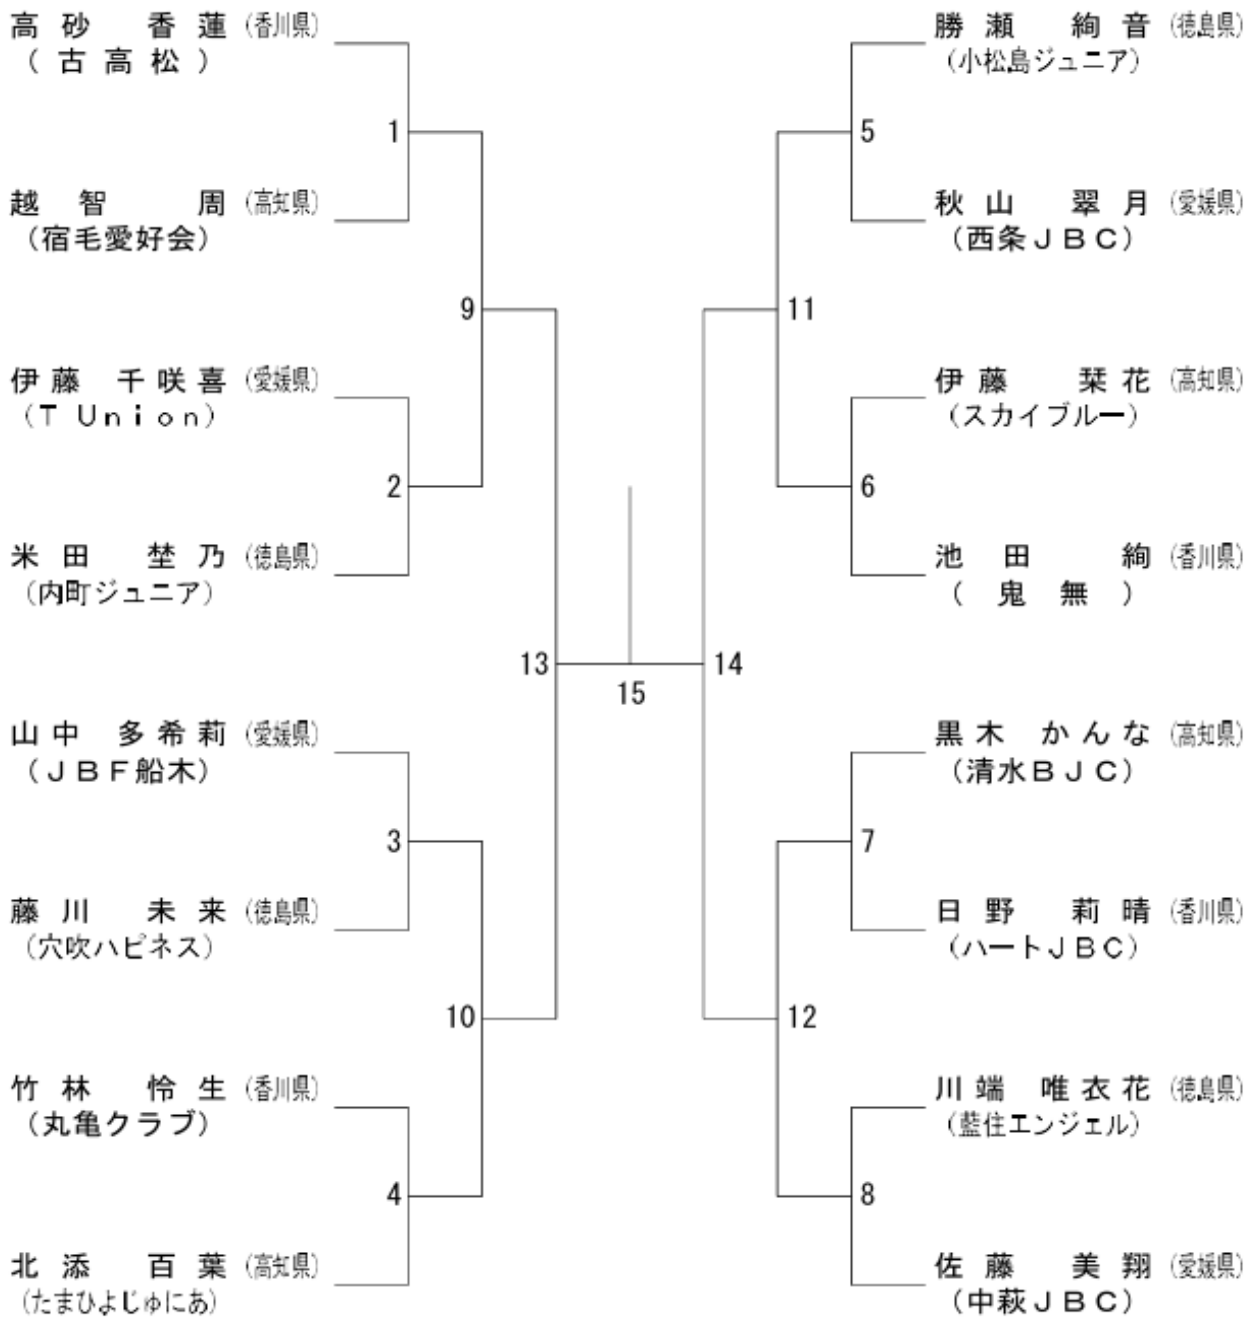 高砂 香蓮 (香川県)
(古高松)
1
越智 周 (高知県)
(宿毛愛好会)
9
伊藤 千咲喜 (愛媛県)
(T Union)
2
米田 埜乃 (徳島県)
(内町ジュニア)
13
山中 多希莉 (愛媛県)
(JBF船木)
3
藤川 未来 (徳島県)
(穴吹ハピネス)
10
竹林 怜生 (香川県)
(丸亀クラブ)
4
北添 百葉 (高知県)
(たまひよじゅにあ)
15
勝瀬 絢音 (徳島県)
(小松島ジュニア)
5
秋山 翠月 (愛媛県)
(西条JBC)
11
伊藤 栞花 (高知県)
(スカイブルー)
6
池田 絢 (香川県)
(鬼無)
14
黒木 かんな (高知県)
(清水BJC)
7
日野 莉晴 (香川県)
(ハートJBC)
12
川端 唯衣花 (徳島県)
(藍住エンジェル)
8
佐藤 美翔 (愛媛県)
(中萩JBC)